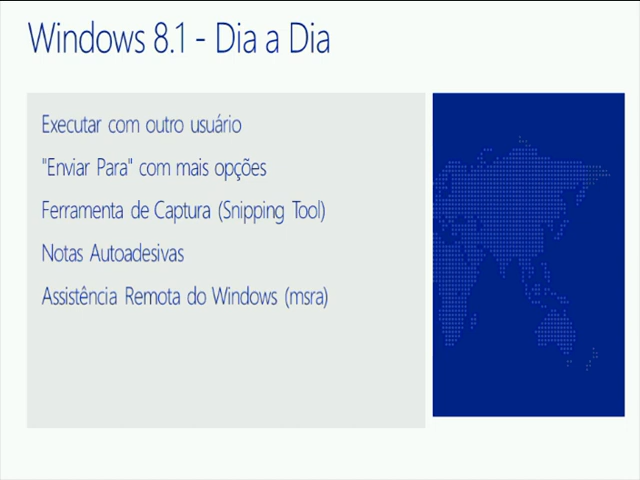 Windows 8.1 - Dia a Dia
Executar com outro usuário
"Enviar Para" com mais opções
Ferramenta de Captura (Snipping Tool)
Notas Autoadesivas
Assistência Remota do Windows (msra)